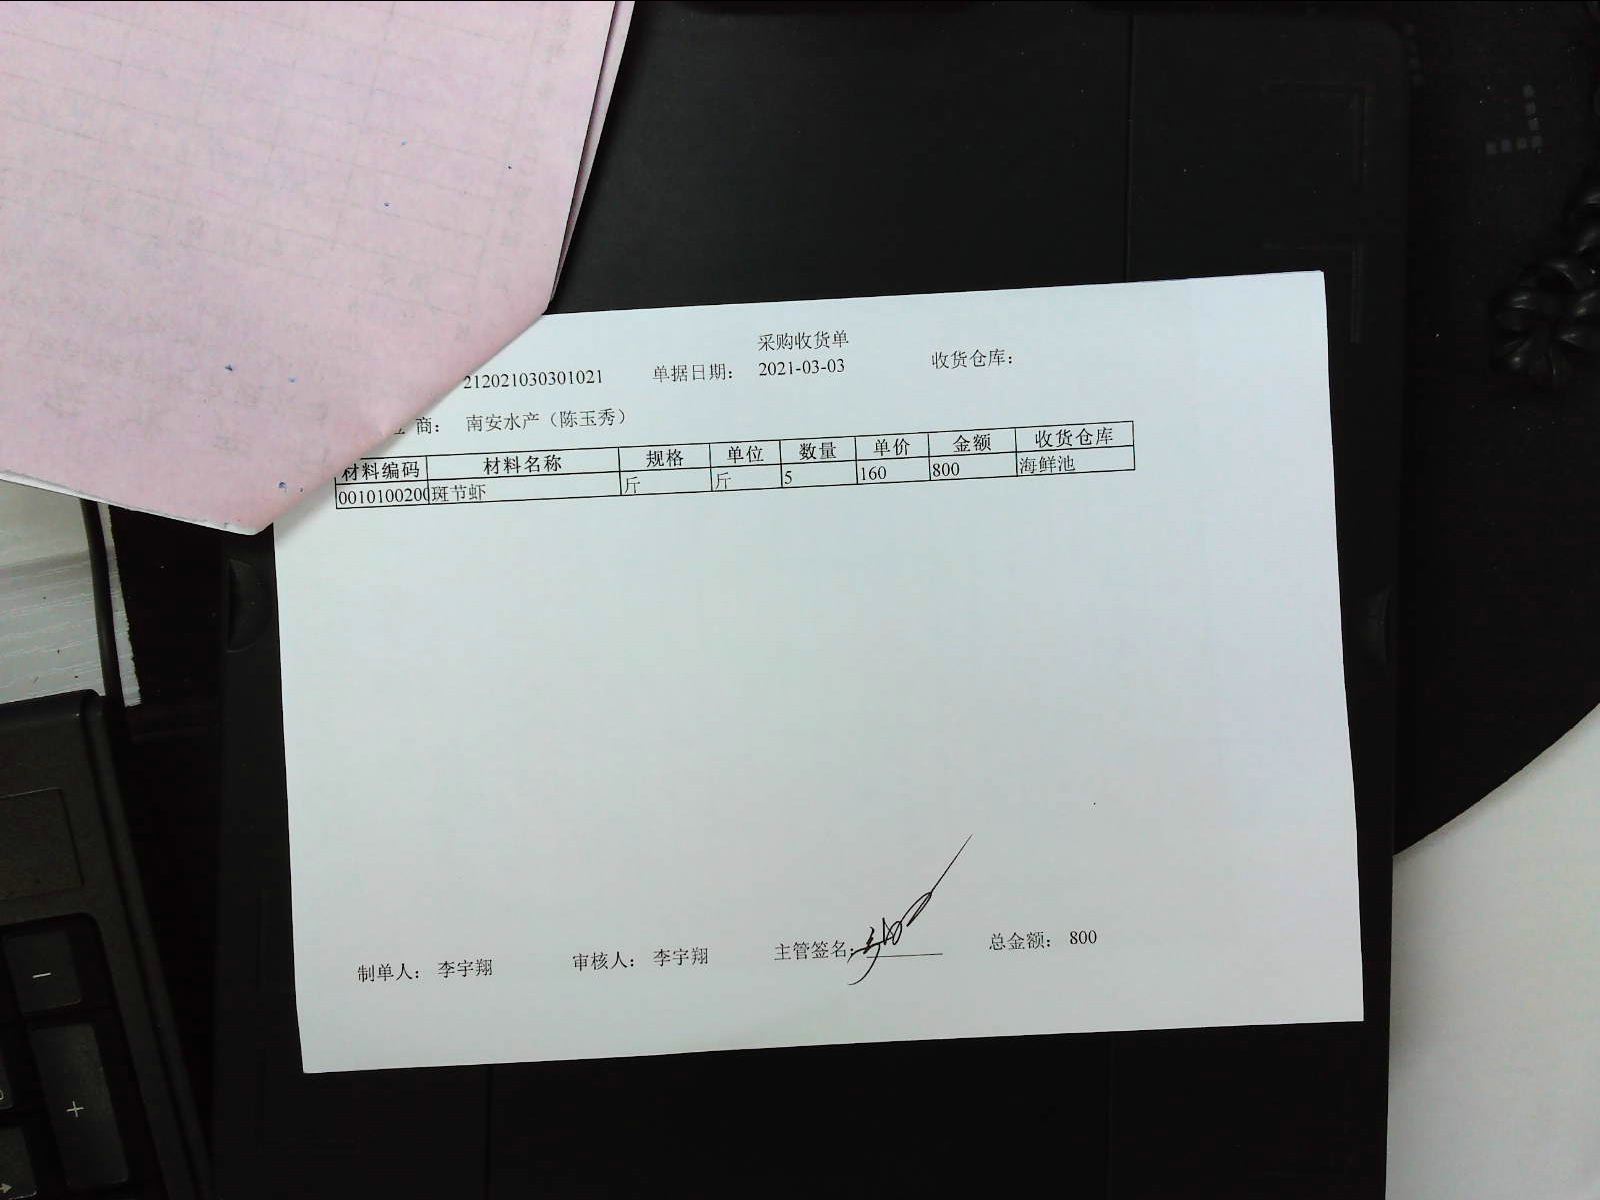 采购收货单
212021030301021 单据日期： 2021-03-03 收货仓库：
商： 南安水产（陈玉秀）
材料编码 材料名称 规格 单位 数量 单价 金额 收货仓库
0010100200 斑节虾 斤 斤 5 160 800 海鲜池
制单人： 李宇翔 审核人： 李宇翔 主管签名： 总金额： 800